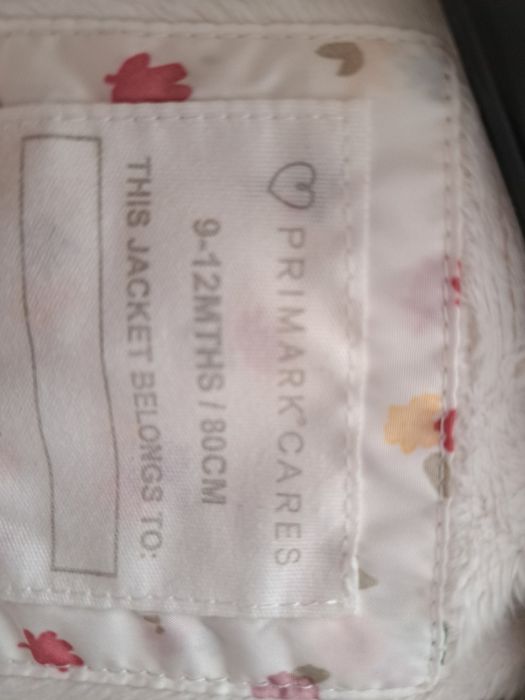 PRIMARK® CARES
9-12MTHS / 80CM
THIS JACKET BELONGS TO: